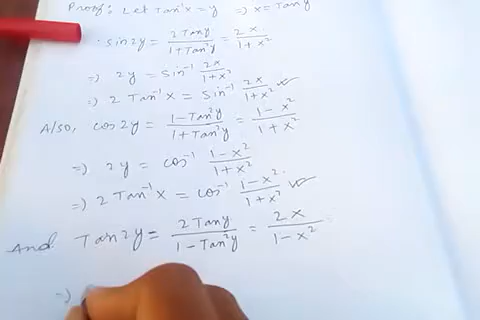 Proof: Let Tan⁻¹x = y => x = Tan y
∴ sin 2y = 2 Tan y / 1 + Tan²y = 2x / 1 + x²
=> 2y = sin⁻¹ 2x / 1 + x²
=> 2 Tan⁻¹x = sin⁻¹ 2x / 1 + x² ✓
Also, cos 2y = 1 - Tan²y / 1 + Tan²y = 1 - x² / 1 + x²
=> 2y = cos⁻¹ 1 - x² / 1 + x²
=> 2 Tan⁻¹x = cos⁻¹ 1 - x² / 1 + x² ✓
And Tan 2y = 2 Tan y / 1 - Tan²y = 2x / 1 - x²
=>